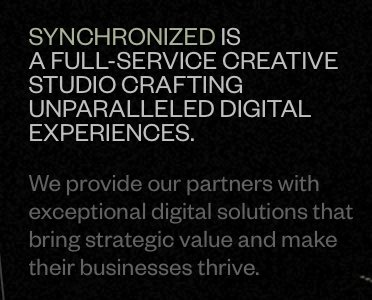 SYNCHRONIZED IS
A FULL-SERVICE CREATIVE
STUDIO CRAFTING
UNPARALLELED DIGITAL
EXPERIENCES.
We provide our partners with
exceptional digital solutions that
bring strategic value and make
their businesses thrive.